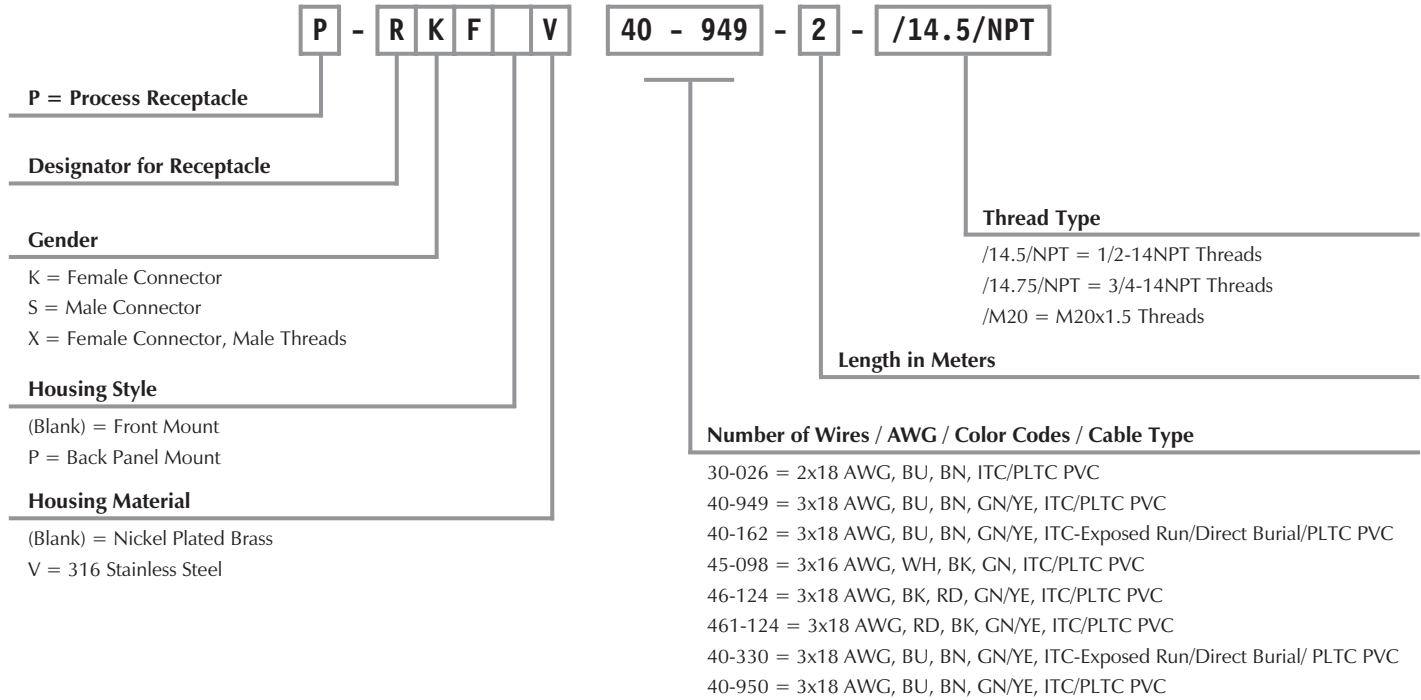 P - R K F V 40 - 949 - 2 - /14.5/NPT
P = Process Receptacle
Designator for Receptacle
Gender
K = Female Connector
S = Male Connector
X = Female Connector, Male Threads
Housing Style
(Blank) = Front Mount
P = Back Panel Mount
Housing Material
(Blank) = Nickel Plated Brass
V = 316 Stainless Steel
Thread Type
/14.5/NPT = 1/2-14NPT Threads
/14.75/NPT = 3/4-14NPT Threads
/M20 = M20x1.5 Threads
Length in Meters
Number of Wires / AWG / Color Codes / Cable Type
30-026 = 2x18 AWG, BU, BN, ITC/PLTC PVC
40-949 = 3x18 AWG, BU, BN, GN/YE, ITC/PLTC PVC
40-162 = 3x18 AWG, BU, BN, GN/YE, ITC-Exposed Run/Direct Burial/PLTC PVC
45-098 = 3x16 AWG, WH, BK, GN, ITC/PLTC PVC
46-124 = 3x18 AWG, BK, RD, GN/YE, ITC/PLTC PVC
461-124 = 3x18 AWG, RD, BK, GN/YE, ITC/PLTC PVC
40-330 = 3x18 AWG, BU, BN, GN/YE, ITC-Exposed Run/Direct Burial/ PLTC PVC
40-950 = 3x18 AWG, BU, BN, GN/YE, ITC/PLTC PVC